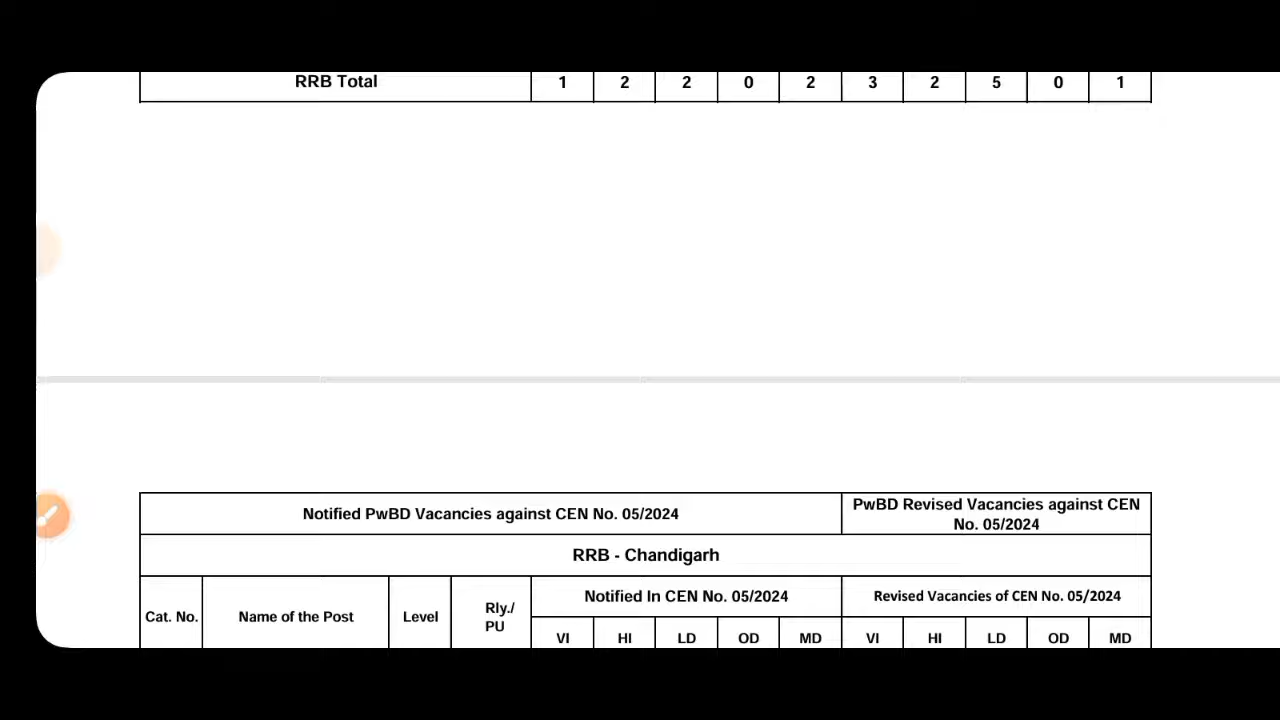 RRB Total 1 2 2 0 2 3 2 5 0 1
Notified PwBD Vacancies against CEN No. 05/2024
PwBD Revised Vacancies against CEN
No. 05/2024
RRB - Chandigarh
Cat. No. Name of the Post Level
Rly./
PU
Notified In CEN No. 05/2024 Revised Vacancies of CEN No. 05/2024
VI HI LD OD MD VI HI LD OD MD